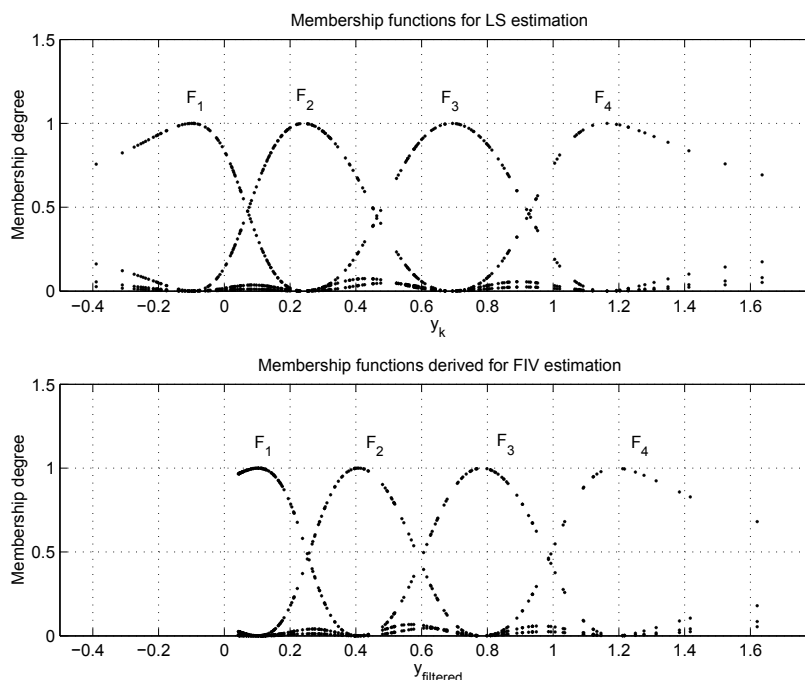 Membership functions for LS estimation
1.5
F1 F2 F3 F4
1
Membership degree
0.5
0
−0.4 −0.2 0 0.2 0.4 0.6 0.8 1 1.2 1.4 1.6
yk
Membership functions derived for FIV estimation
1.5
F1 F2 F3 F4
1
Membership degree
0.5
0
−0.4 −0.2 0 0.2 0.4 0.6 0.8 1 1.2 1.4 1.6
yfiltered